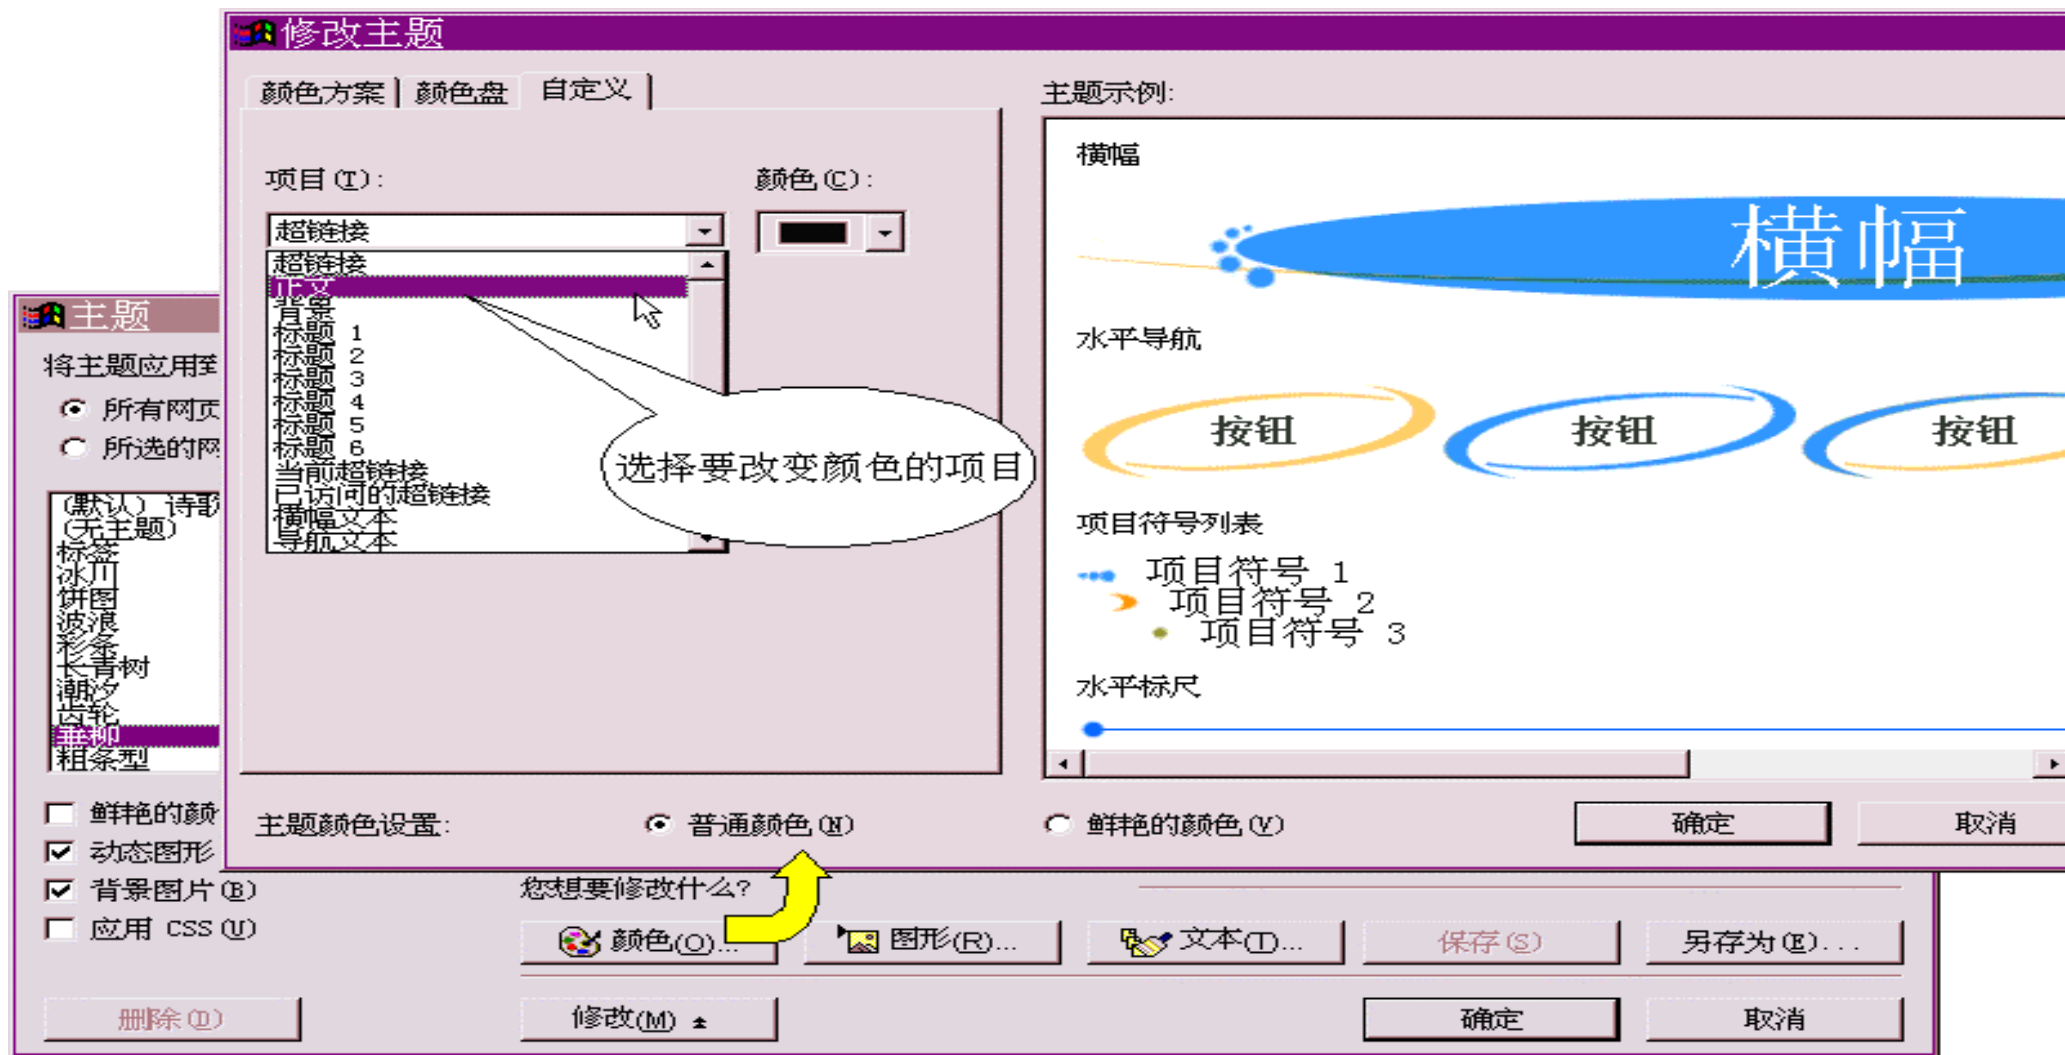 修改主题
颜色方案 颜色盘 自定义
项目(T): 颜色(C):
超链接
超链接
正文
背景
标题 1
标题 2
标题 3
标题 4
标题 5
标题 6
当前超链接
已访问的超链接
横幅文本
导航文本
选择要改变颜色的项目
主题示例:
横幅
横幅
水平导航
按钮 按钮 按钮
项目符号列表
项目符号 1
项目符号 2
项目符号 3
水平标尺
主题颜色设置: 普通颜色(N) 鲜艳的颜色(V) 确定 取消
主题
将主题应用到
所有网页
所选的网
(默认) 诗歌
(无主题)
标签
冰川
饼图
波浪
彩条
长青树
潮汐
齿轮
垂柳
粗条型
鲜艳的颜
动态图形
背景图片(B)
应用 CSS(U)
您想要修改什么?
颜色(O)... 图形(R)... 文本(T)... 保存(S) 另存为(E)...
删除(D) 修改(M) 确定 取消